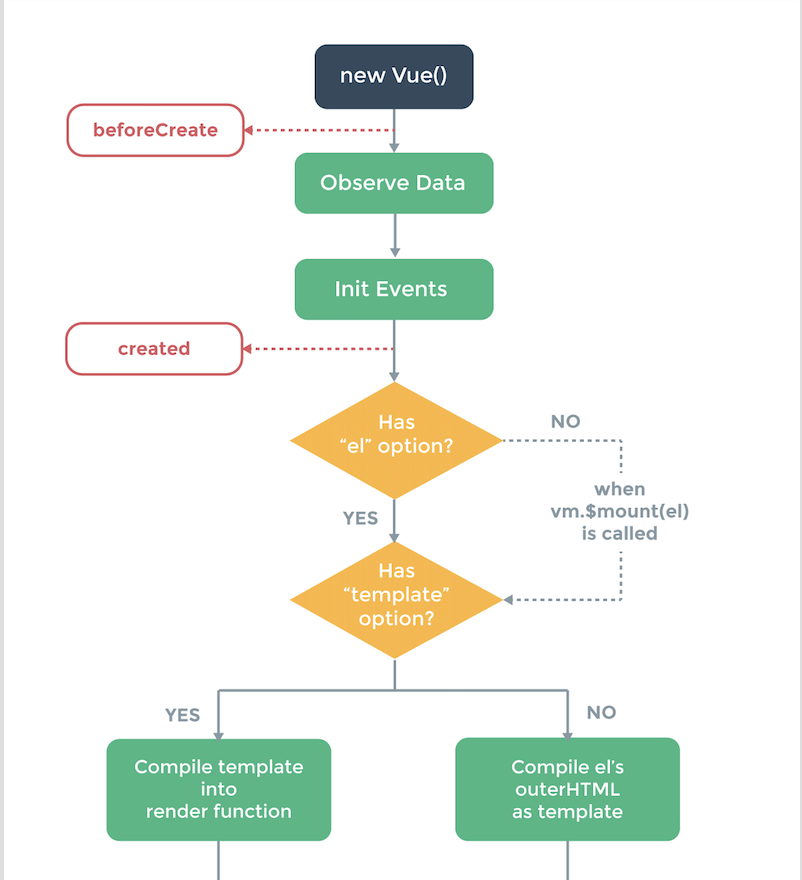 new Vue()
beforeCreate
Observe Data
Init Events
created
Has
“el” option?
NO
when
vm.$mount(el)
is called
YES
Has
“template”
option?
YES
NO
Compile template
into
render function
Compile el’s
outerHTML
as template